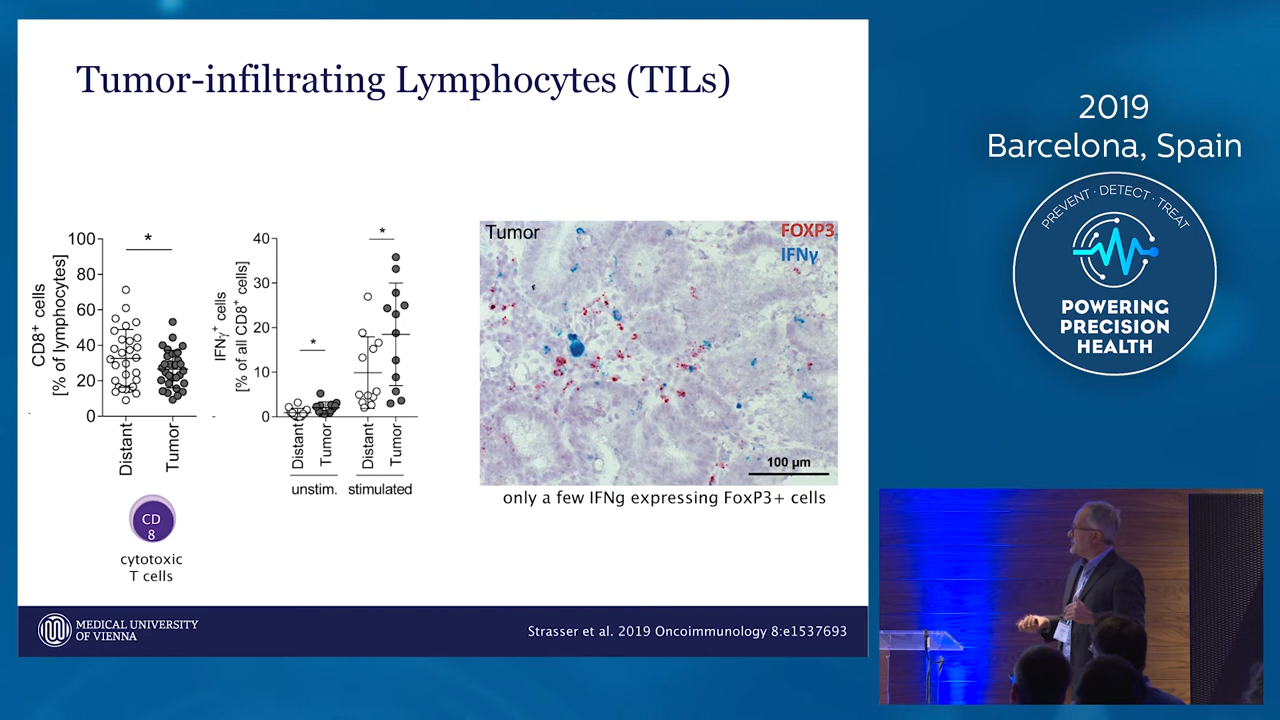 Tumor-infiltrating Lymphocytes (TILs)
CD8⁺ cells
[% of lymphocytes]
100
80
60
40
20
0
*
Distant
Tumor
CD
8
cytotoxic
T cells
IFNγ⁺ cells
[% of all CD8⁺ cells]
40
30
20
10
0
*
*
Distant
Tumor
Distant
Tumor
unstim.
stimulated
Tumor
FOXP3
IFNγ
100 µm
only a few IFNg expressing FoxP3+ cells
MEDICAL UNIVERSITY
OF VIENNA
Strasser et al. 2019 Oncoimmunology 8:e1537693
2019
Barcelona, Spain
PREVENT · DETECT · TREAT
POWERING
PRECISION
HEALTH